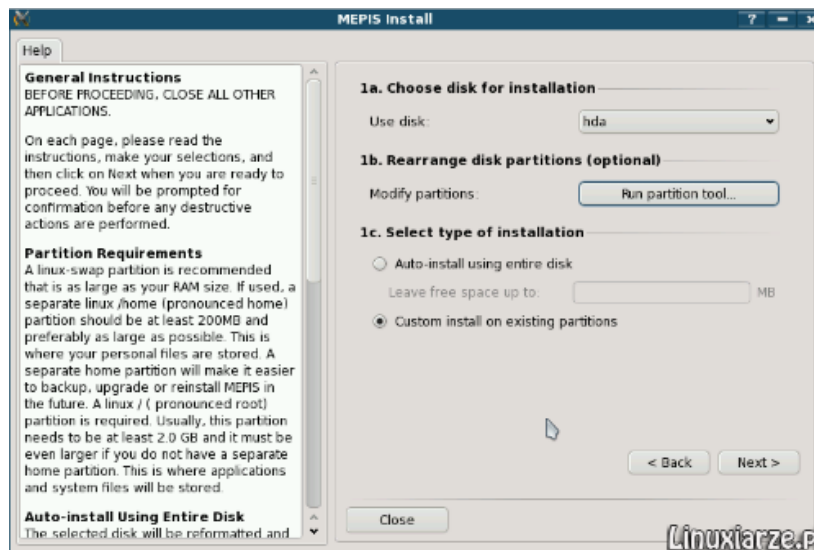 MEPIS Install
Help
General Instructions
BEFORE PROCEEDING, CLOSE ALL OTHER
APPLICATIONS.
On each page, please read the
instructions, make your selections, and
then click on Next when you are ready to
proceed. You will be prompted for
confirmation before any destructive
actions are performed.
Partition Requirements
A linux-swap partition is recommended
that is as large as your RAM size. If used, a
separate linux /home (pronounced home)
partition should be at least 200MB and
preferably as large as possible. This is
where your personal files are stored. A
separate home partition will make it easier
to backup, upgrade or reinstall MEPIS in
the future. A linux / ( pronounced root)
partition is required. Usually, this partition
needs to be at least 2.0 GB and it must be
even larger if you do not have a separate
home partition. This is where applications
and system files will be stored.
Auto-install Using Entire Disk
The selected disk will be reformatted and
1a. Choose disk for installation
Use disk:
hda
1b. Rearrange disk partitions (optional)
Modify partitions:
Run partition tool...
1c. Select type of installation
Auto-install using entire disk
Leave free space up to:
MB
Custom install on existing partitions
< Back
Next >
Close
Linuxiarze.p